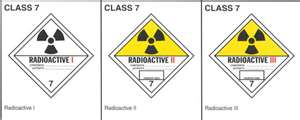 CLASS 7
RADIOACTIVE I
7
Radioactive I
CLASS 7
RADIOACTIVE II
7
Radioactive II
CLASS 7
RADIOACTIVE III
7
Radioactive III